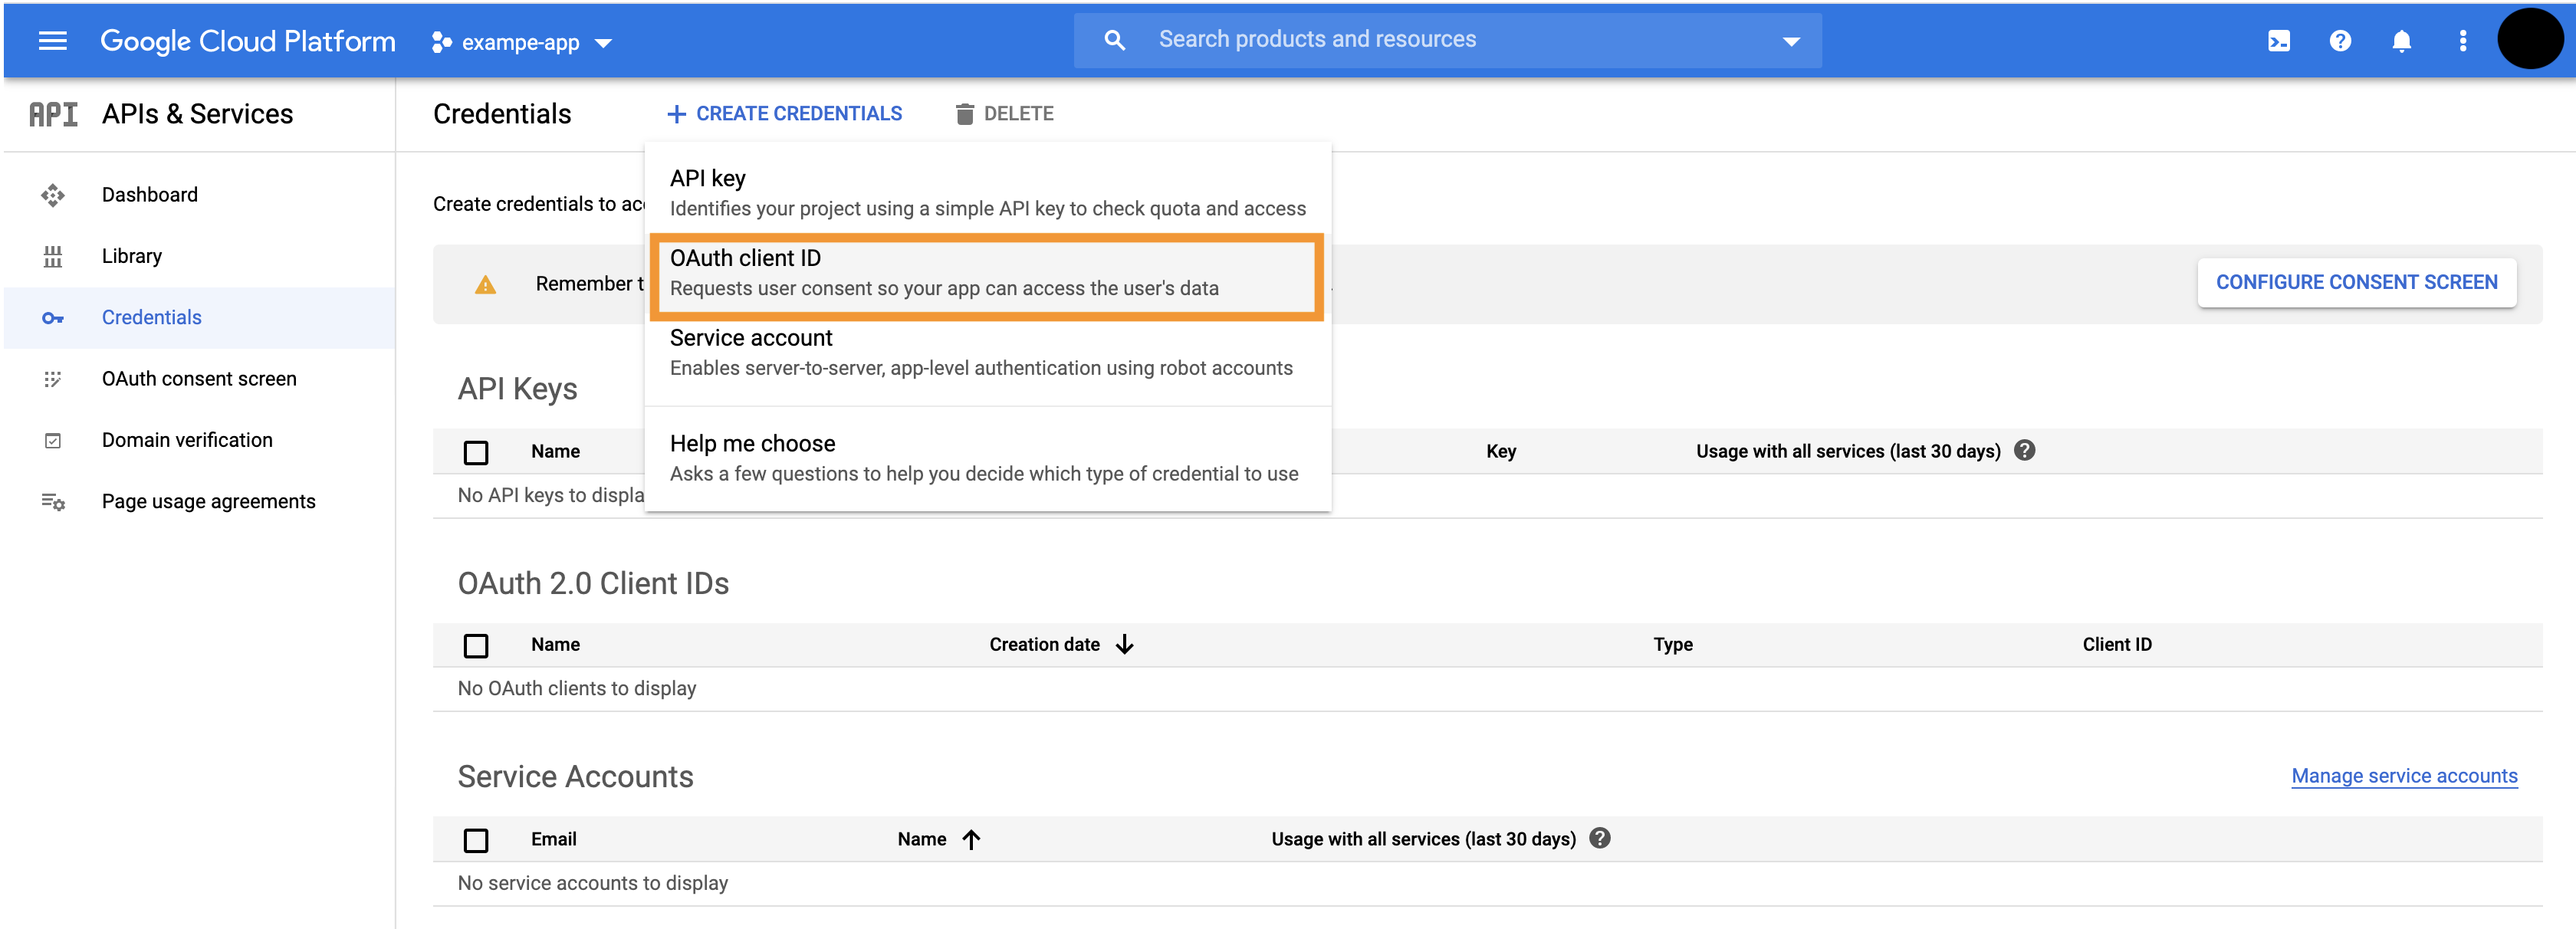 Google Cloud Platform
exampe-app
Search products and resources
API
APIs & Services
Credentials
CREATE CREDENTIALS
DELETE
Dashboard
Library
Credentials
OAuth consent screen
Domain verification
Page usage agreements
API key
Identifies your project using a simple API key to check quota and access
OAuth client ID
Requests user consent so your app can access the user's data
Service account
Enables server-to-server, app-level authentication using robot accounts
Help me choose
Asks a few questions to help you decide which type of credential to use
Create credentials to
Remember
CONFIGURE CONSENT SCREEN
API Keys
Name
Key
Usage with all services (last 30 days)
No API keys to
OAuth 2.0 Client IDs
Name
Creation date
Type
Client ID
No OAuth clients to display
Service Accounts
Manage service accounts
Email
Name
Usage with all services (last 30 days)
No service accounts to display